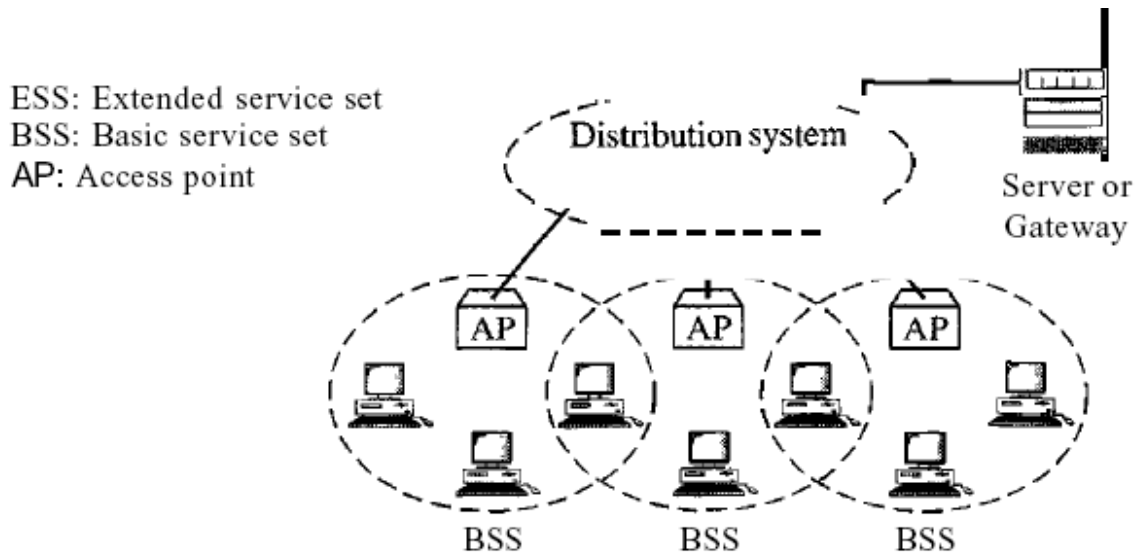 ESS: Extended service set
BSS: Basic service set
AP: Access point
Distribution system
Server or
Gateway
AP
AP
AP
BSS
BSS
BSS